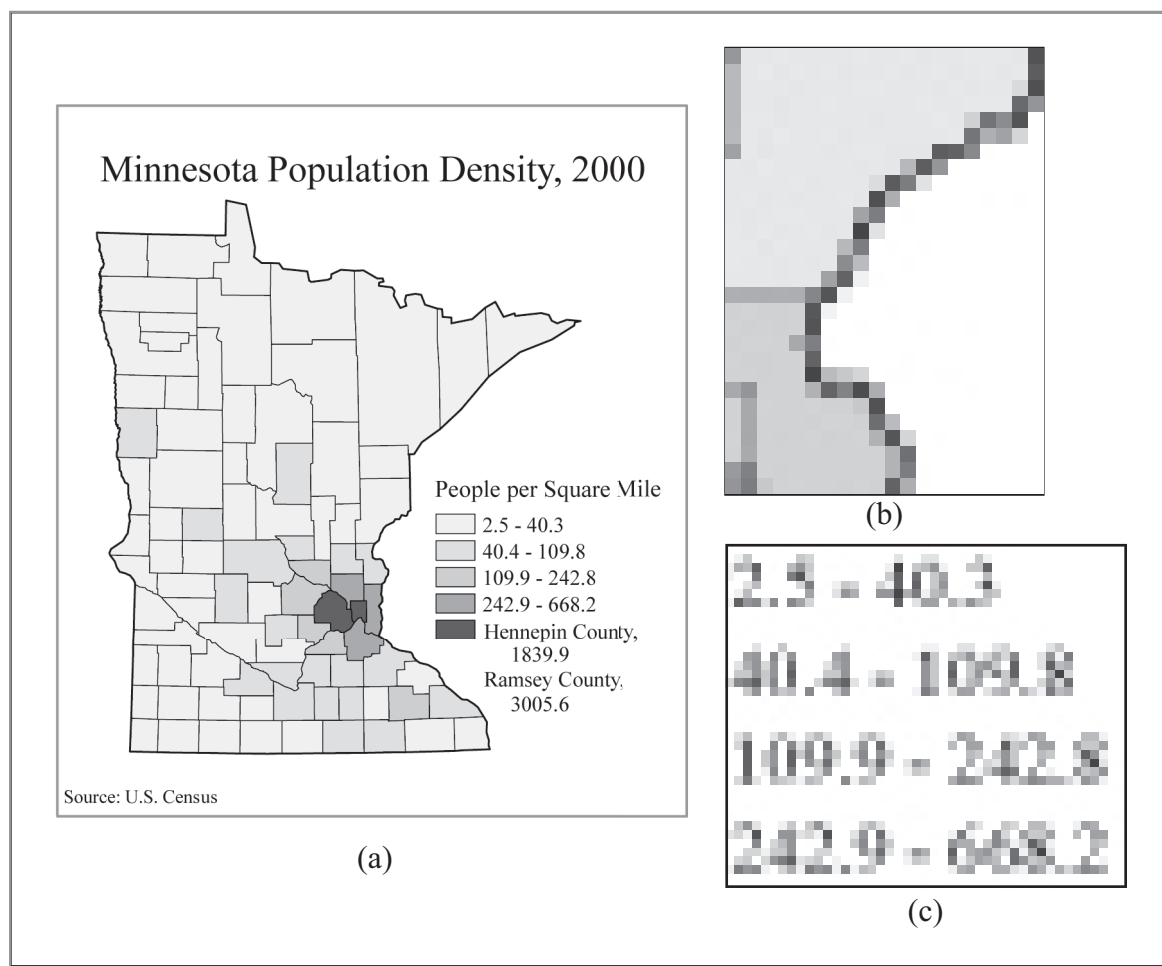 Minnesota Population Density, 2000
People per Square Mile
2.5 - 40.3
40.4 - 109.8
109.9 - 242.8
242.9 - 668.2
Hennepin County,
1839.9
Ramsey County,
3005.6
Source: U.S. Census
(a)
(b)
2.5 - 40.3
40.4 - 109.8
109.9 - 242.8
242.9 - 668.2
(c)